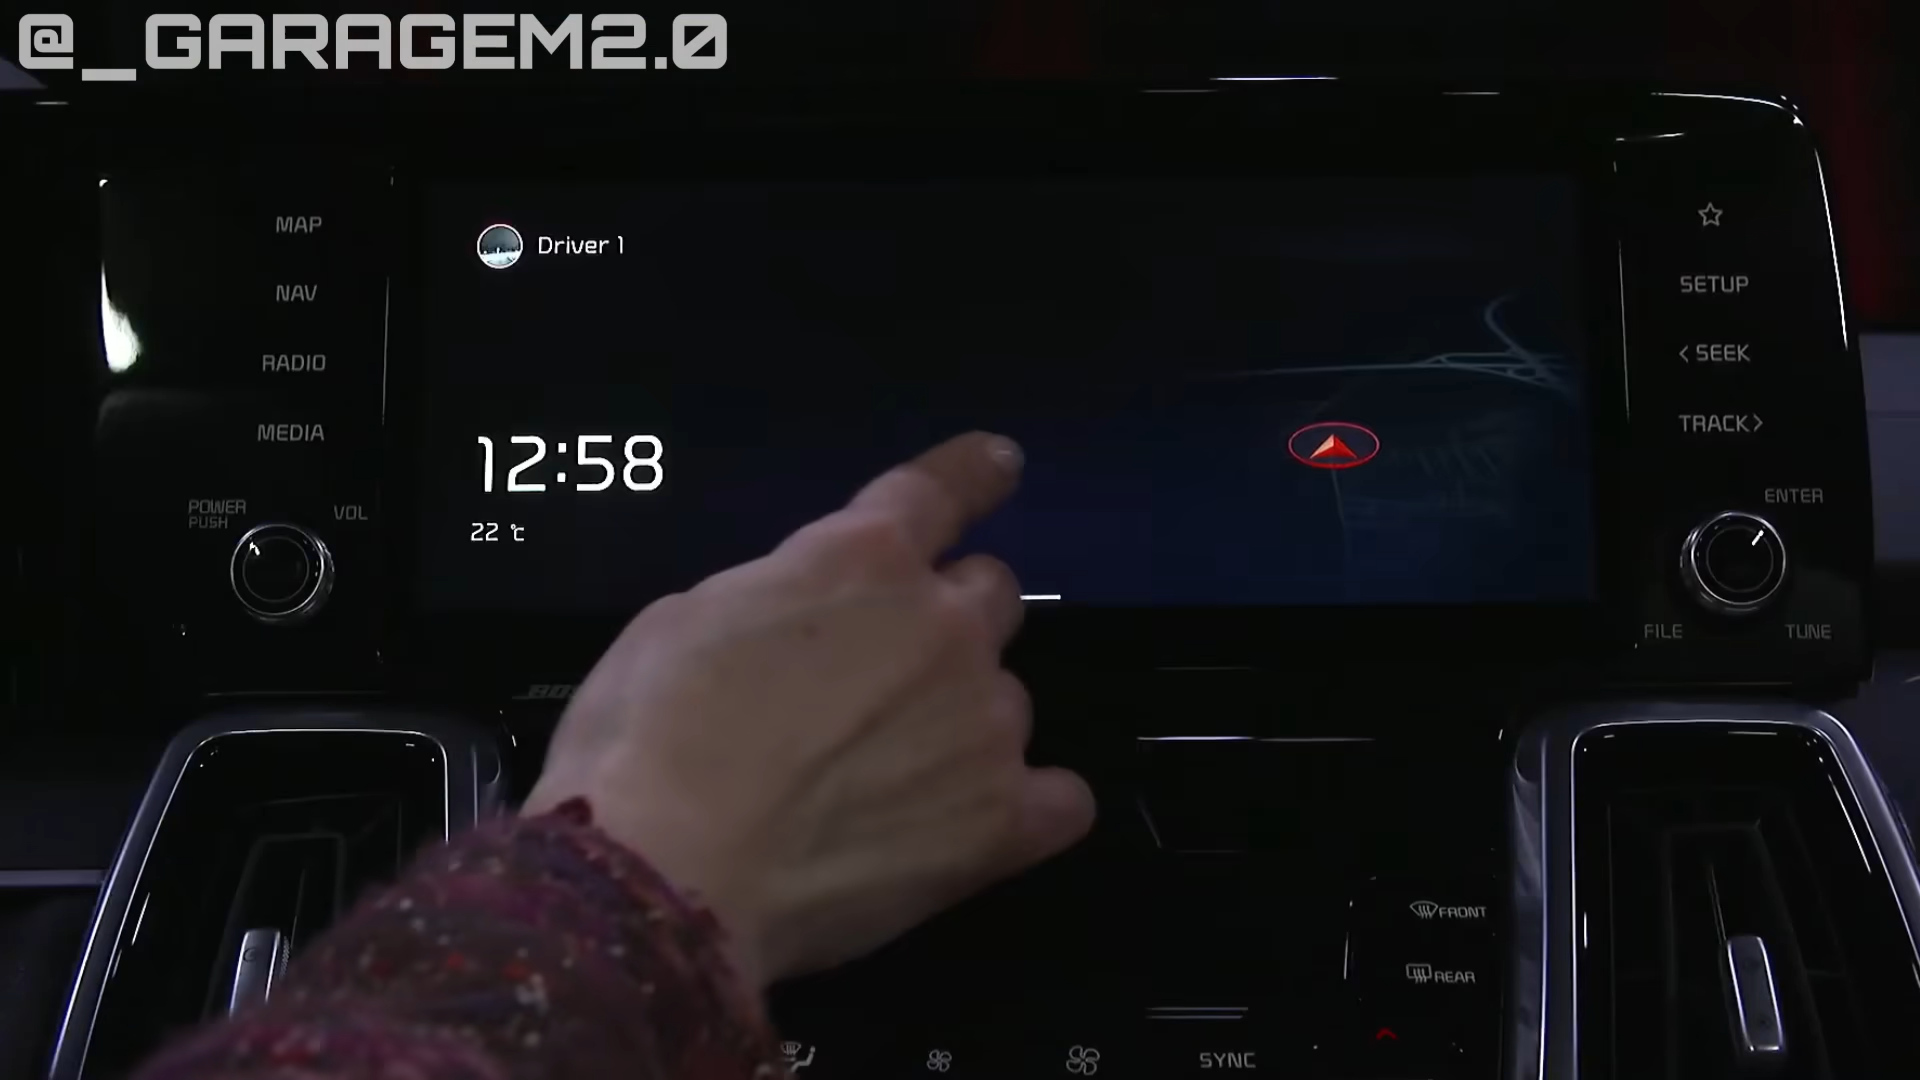 @_GARAGEM2.0
MAP
NAV
RADIO
MEDIA
POWER
PUSH
VOL
Driver 1
12:58
22 °C
☆
SETUP
< SEEK
TRACK >
ENTER
FILE
TUNE
FRONT
REAR
SYNC